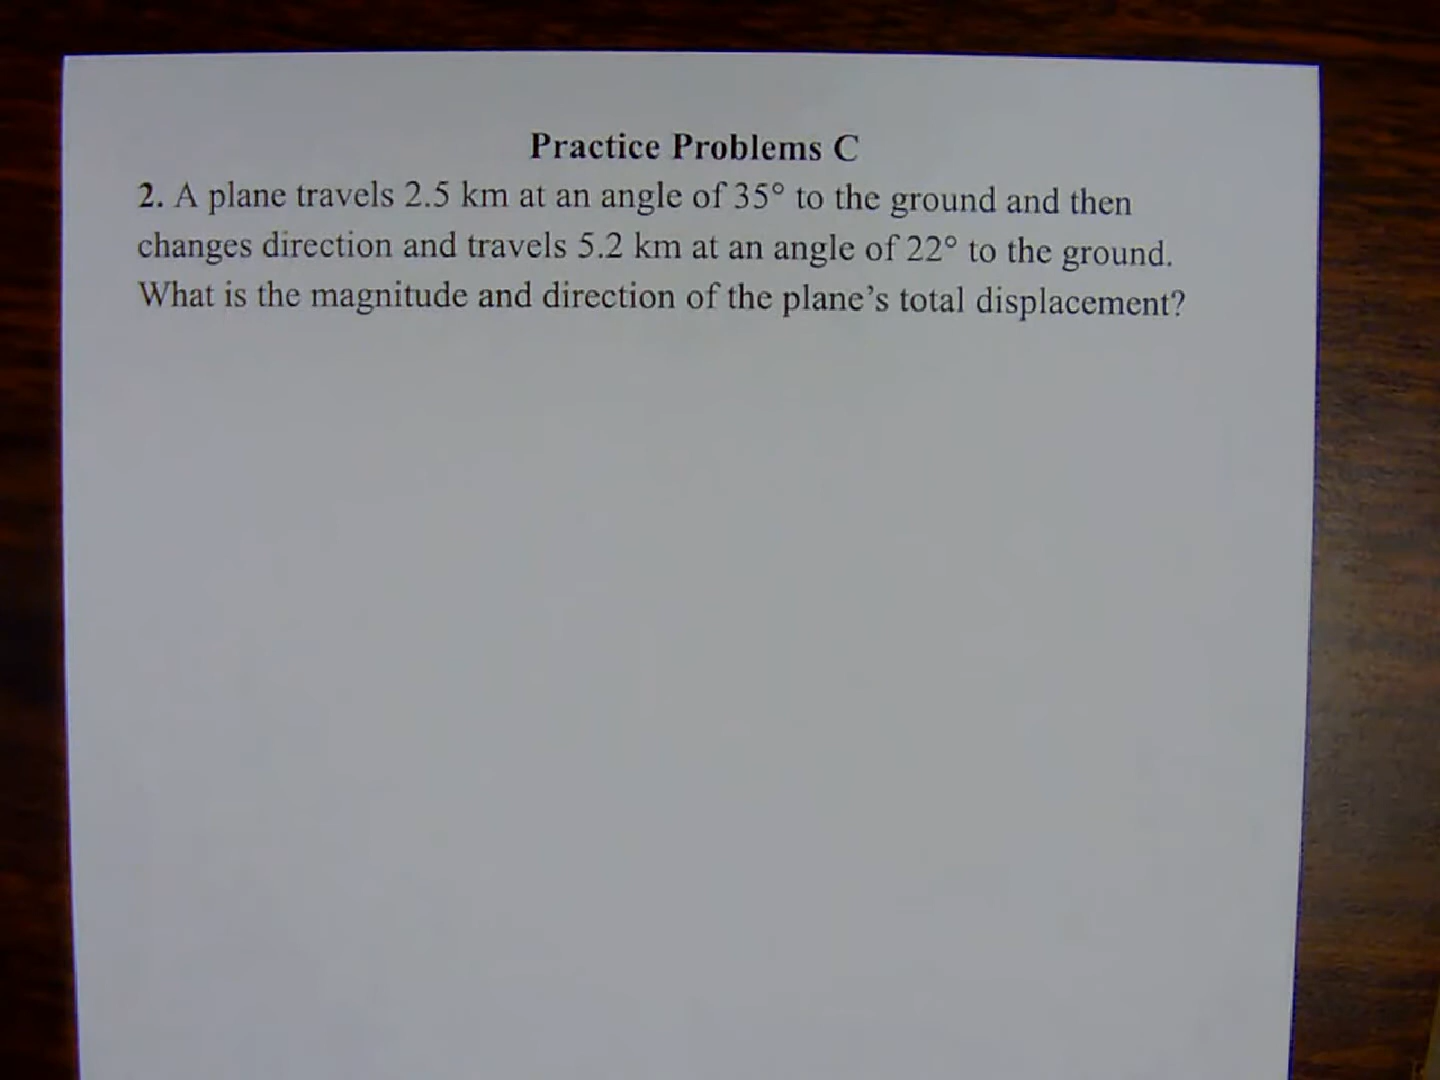 Practice Problems C
2. A plane travels 2.5 km at an angle of 35° to the ground and then
changes direction and travels 5.2 km at an angle of 22° to the ground.
What is the magnitude and direction of the plane's total displacement?